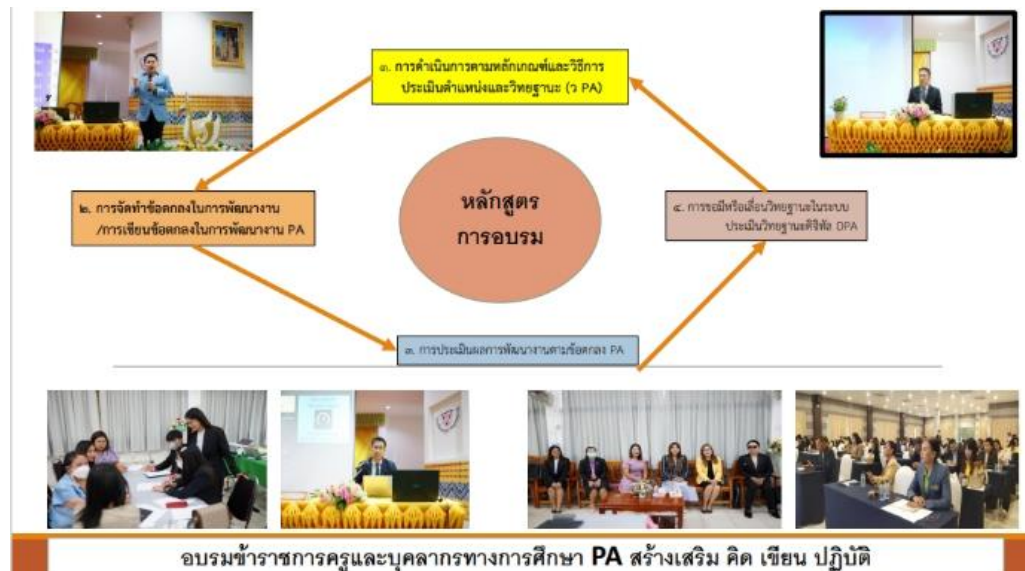 ๑. การดำเนินการตามหลักเกณฑ์และวิธีการ
ประเมินตำแหน่งและวิทยฐานะ (ว PA)
หลักสูตร
การอบรม
๒. การจัดทำข้อตกลงในการพัฒนางาน
/การเขียนข้อตกลงในการพัฒนางาน PA
๔. การขอมีหรือเลื่อนวิทยฐานะในระบบ
ประเมินวิทยฐานะดิจิทัล DPA
๓. การประเมินผลการพัฒนางานตามข้อตกลง PA
อบรมข้าราชการครูและบุคลากรทางการศึกษา PA สร้างเสริม คิด เขียน ปฏิบัติ